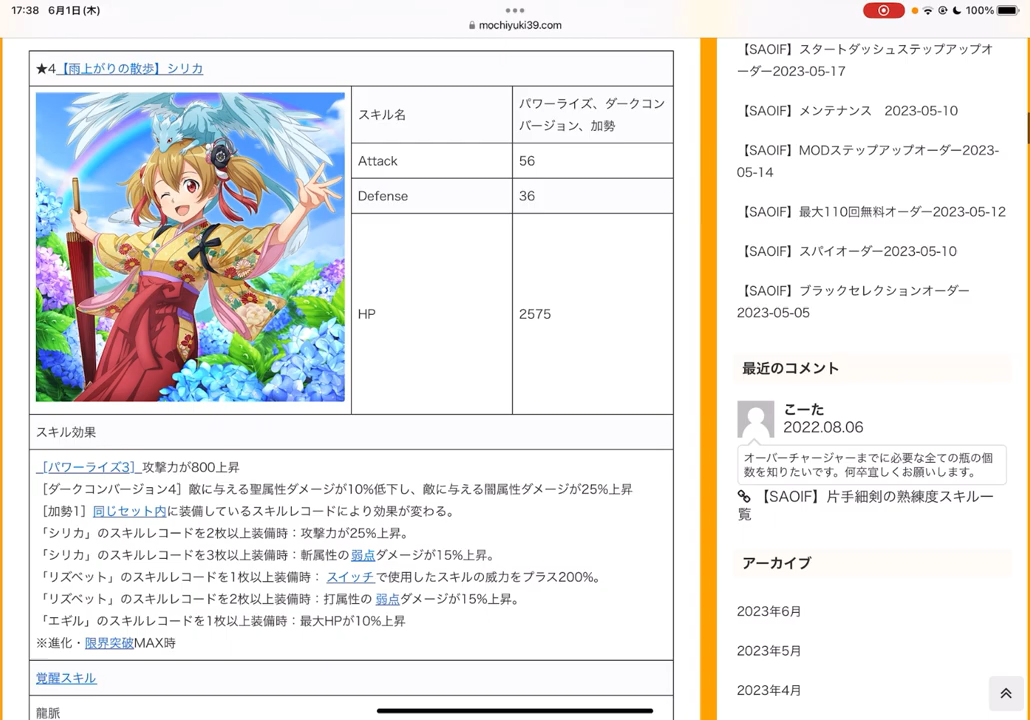 17:38 6月1日(木)
100%
mochiyuki39.com
★4【雨上がりの散歩】シリカ
スキル名
パワーライズ、ダークコン
バージョン、加勢
Attack
56
Defense
36
HP
2575
スキル効果
［パワーライズ3］攻撃力が800上昇
［ダークコンバージョン4］敵に与える聖属性ダメージが10%低下し、敵に与える闇属性ダメージが25%上昇
［加勢1］同じセット内に装備しているスキルレコードにより効果が変わる。
「シリカ」のスキルレコードを2枚以上装備時：攻撃力が25%上昇。
「シリカ」のスキルレコードを3枚以上装備時：斬属性の弱点ダメージが15%上昇。
「リズベット」のスキルレコードを1枚以上装備時： スイッチで使用したスキルの威力をプラス200%。
「リズベット」のスキルレコードを2枚以上装備時：打属性の 弱点ダメージが15%上昇。
「エギル」のスキルレコードを1枚以上装備時：最大HPが10%上昇
※進化・限界突破MAX時
覚醒スキル
龍脈
【SAOIF】スタートダッシュステップアップオ
ーダー2023-05-17
【SAOIF】メンテナンス 2023-05-10
【SAOIF】MODステップアップオーダー2023-
05-14
【SAOIF】最大110回無料オーダー2023-05-12
【SAOIF】スパイオーダー2023-05-10
【SAOIF】ブラックセレクションオーダー
2023-05-05
最近のコメント
こーた
2022.08.06
オーバーチャージャーまでに必要な全ての瓶の個
数を知りたいです。何卒宜しくお願いします。
【SAOIF】片手細剣の熟練度スキル一
覧
アーカイブ
2023年6月
2023年5月
2023年4月